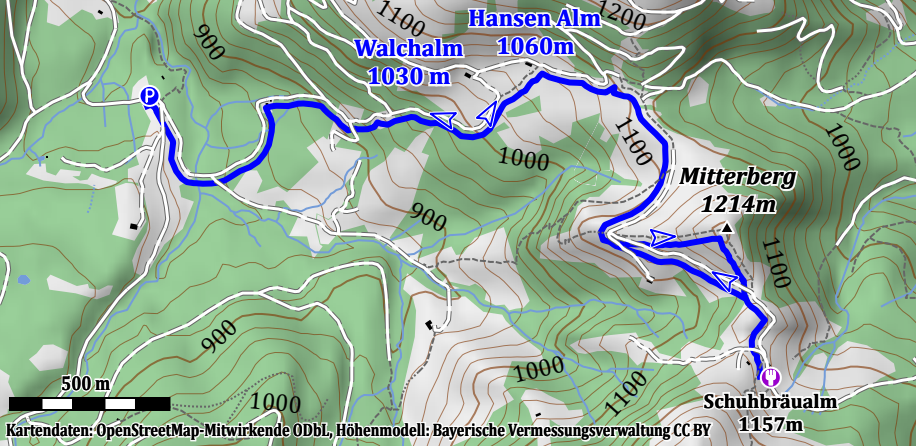 1100
Hansen Alm
1060m
1200
900
Walchalm
1030 m
P
1000
1100
1000
Mitterberg
1214m
900
1100
900
1000
1100
500 m
1000
Schuhbräualm
1157m
Kartendaten: OpenStreetMap-Mitwirkende ODbL, Höhenmodell: Bayerische Vermessungsverwaltung CC BY